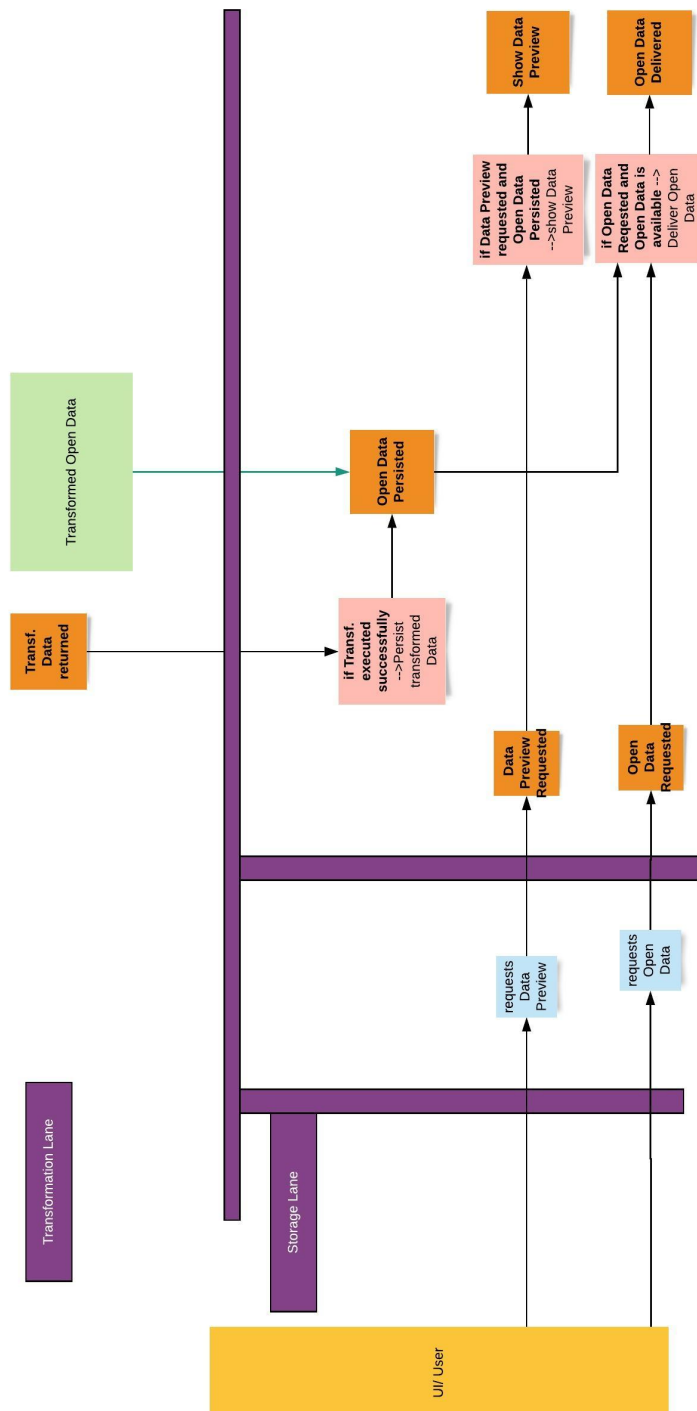 Transformation Lane
Transf.
Data
returned
Transformed Open Data
Storage Lane
if Transf.
executed
successfully
-->Persist
transformed
Data
Open Data
Persisted
UI/ User
requests
Data
Preview
Data
Preview
Requested
if Data Preview
requested and
Open Data
Persisted
-->show Data
Preview
Show Data
Preview
requests
Open
Data
Open
Data
Requested
if Open Data
Reqested and
Open Data is
available -->
Deliver Open
Data
Open Data
Delivered